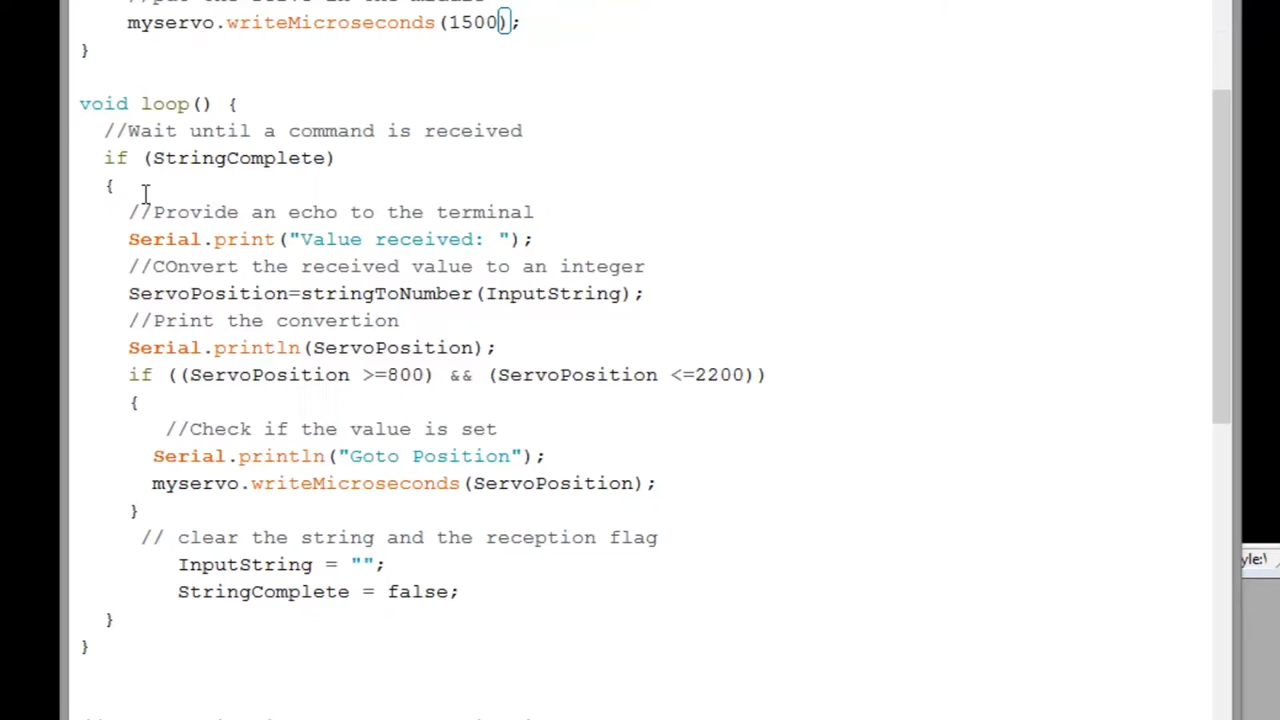 myservo.writeMicroseconds(1500);
}
void loop() {
//Wait until a command is received
if (StringComplete)
{
//Provide an echo to the terminal
Serial.print("Value received: ");
//COnvert the received value to an integer
ServoPosition=stringToNumber(InputString);
//Print the convertion
Serial.println(ServoPosition);
if ((ServoPosition >=800) && (ServoPosition <=2200))
{
//Check if the value is set
Serial.println("Goto Position");
myservo.writeMicroseconds(ServoPosition);
}
// clear the string and the reception flag
InputString = "";
StringComplete = false;
}
}
yle:\